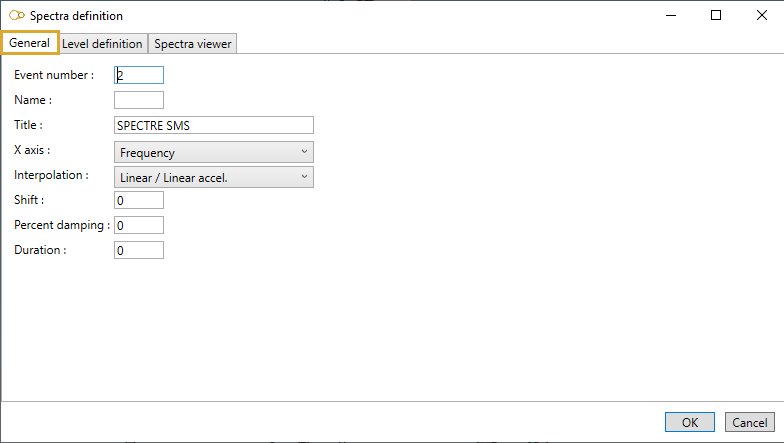 Spectra definition
General Level definition Spectra viewer
Event number : 2
Name :
Title : SPECTRE SMS
X axis : Frequency
Interpolation : Linear / Linear accel.
Shift : 0
Percent damping : 0
Duration : 0
OK Cancel